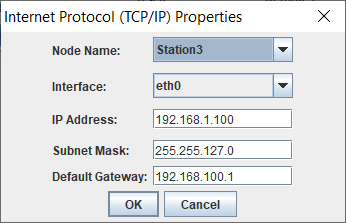 Internet Protocol (TCP/IP) Properties
Node Name: Station3
Interface: eth0
IP Address: 192.168.1.100
Subnet Mask: 255.255.127.0
Default Gateway: 192.168.100.1
OK Cancel